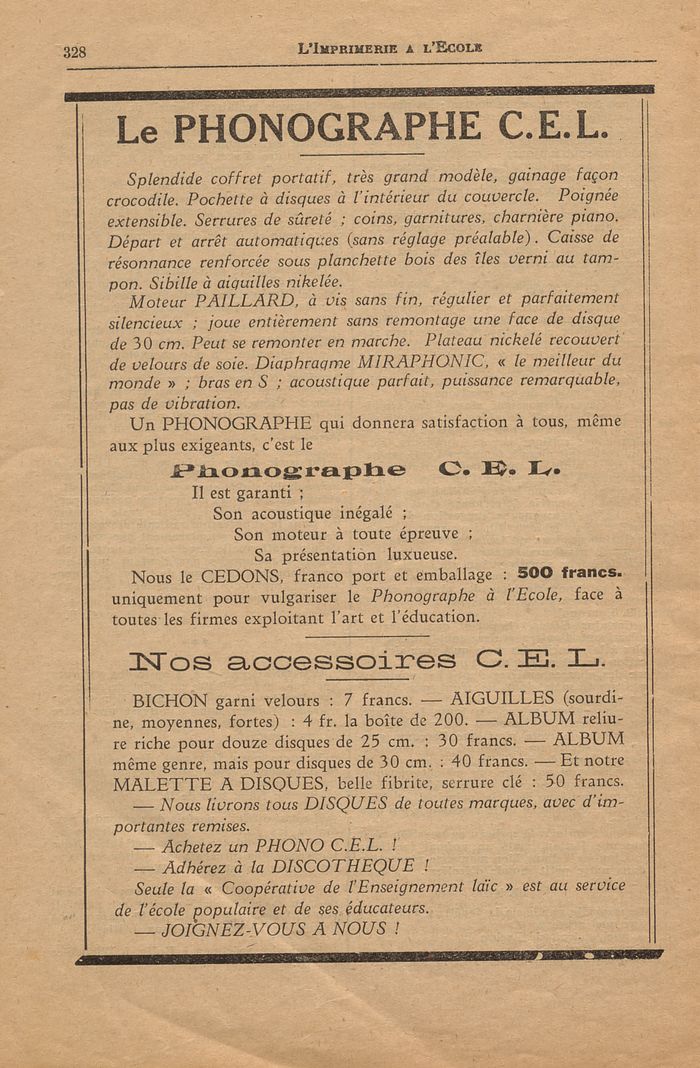 328
L'IMPRIMERIE A L'ECOLE
Le PHONOGRAPHE C.E.L.
Splendide coffret portatif, très grand modèle, gainage façon
crocodile. Pochette à disques à l'intérieur du couvercle. Poignée
extensible. Serrures de sûreté ; coins, garnitures, charnière piano.
Départ et arrêt automatiques (sans réglage préalable). Caisse de
résonnance renforcée sous planchette bois des îles verni au tam-
pon. Sibille à aiguilles nikelée.
Moteur PAILLARD, à vis sans fin, régulier et parfaitement
silencieux ; joue entièrement sans remontage une face de disque
de 30 cm. Peut se remonter en marche. Plateau nickelé recouvert
de velours de soie. Diaphragme MIRAPHONIC, « le meilleur du
monde » ; bras en S ; acoustique parfait, puissance remarquable,
pas de vibration.
Un PHONOGRAPHE qui donnera satisfaction à tous, même
aux plus exigeants, c'est le
Phonographe C. E. L.
Il est garanti ;
Son acoustique inégalé ;
Son moteur à toute épreuve ;
Sa présentation luxueuse.
Nous le CEDONS, franco port et emballage : 500 francs.
uniquement pour vulgariser le Phonographe à l'Ecole, face à
toutes les firmes exploitant l'art et l'éducation.
Nos accessoires C. E. L.
BICHON garni velours : 7 francs. — AIGUILLES (sourdi-
ne, moyennes, fortes) : 4 fr. la boîte de 200. — ALBUM reliu-
re riche pour douze disques de 25 cm. : 30 francs. — ALBUM
même genre, mais pour disques de 30 cm. : 40 francs. — Et notre
MALETTE A DISQUES, belle fibrite, serrure clé : 50 francs.
— Nous livrons tous DISQUES de toutes marques, avec d'im-
portantes remises.
— Achetez un PHONO C.E.L. !
— Adhérez à la DISCOTHEQUE !
Seule la « Coopérative de l'Enseignement laïc » est au service
de l'école populaire et de ses éducateurs.
— JOIGNEZ-VOUS A NOUS !